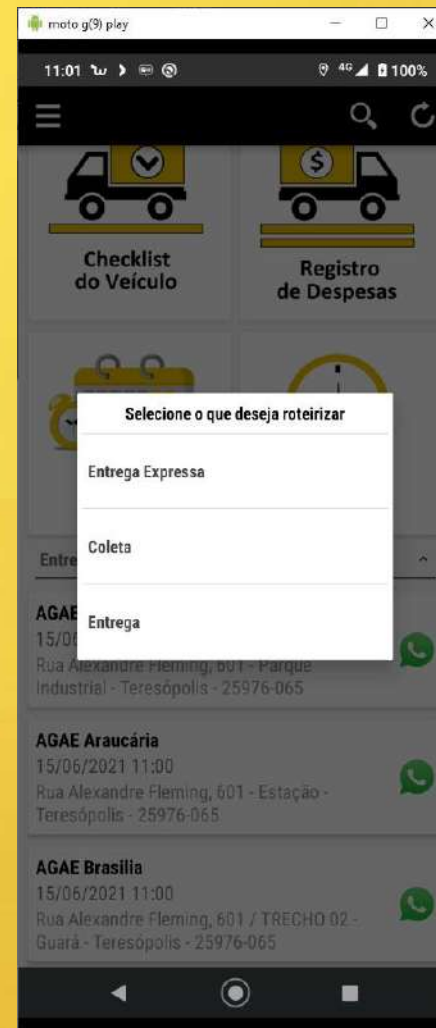 moto g(9) play
11:01
4G 100%
Checklist
do Veículo
Registro
de Despesas
Selecione o que deseja roteirizar
Entrega Expressa
Coleta
Entrega
Entre
AGAE
15/06
Rua Alexandre Fleming, 601 - Parque
Industrial - Teresópolis - 25976-065
AGAE Araucária
15/06/2021 11:00
Rua Alexandre Fleming, 601 - Estação -
Teresópolis - 25976-065
AGAE Brasilia
15/06/2021 11:00
Rua Alexandre Fleming, 601 / TRECHO 02 -
Guará - Teresópolis - 25976-065